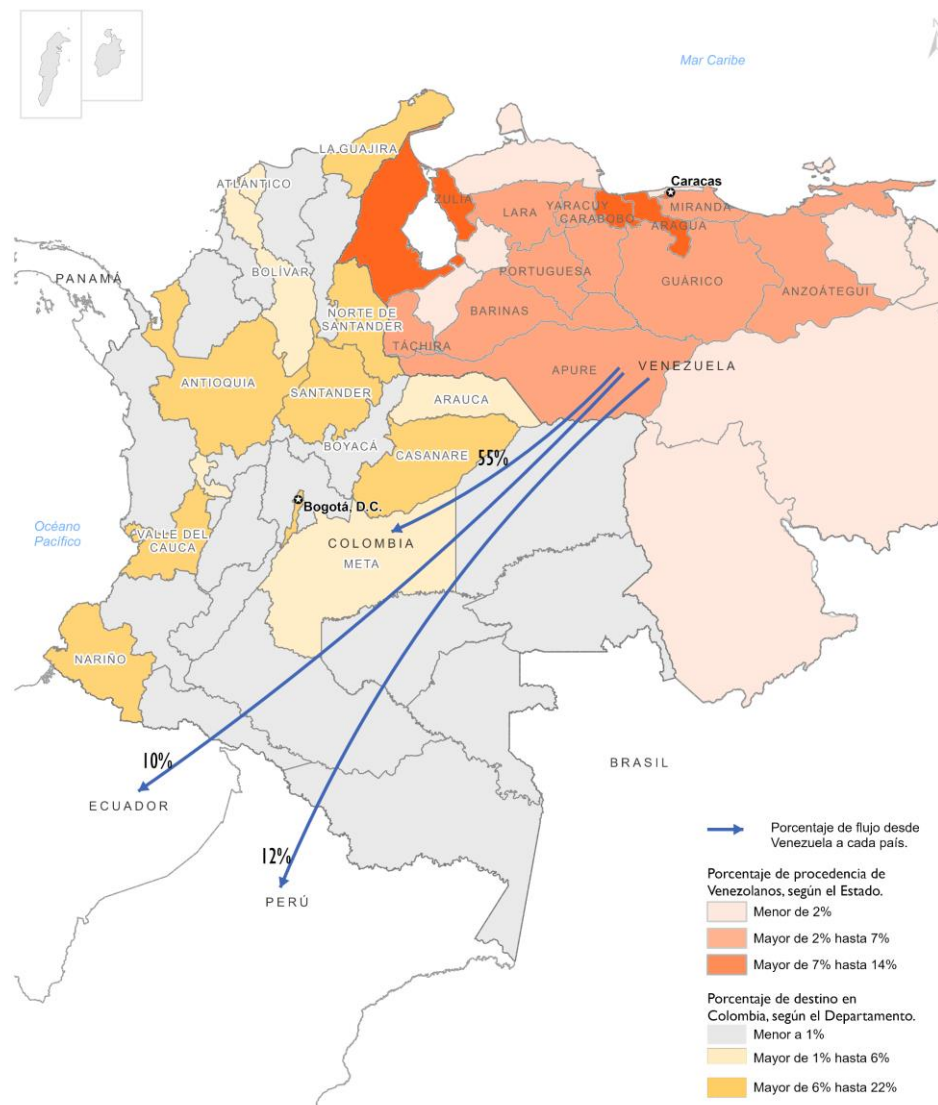 N
Mar Caribe
LA GUAJIRA
ATLÁNTICO
Caracas
ZULIA
YARACUY
MIRANDA
LARA
CARABOBO
ARAGUA
PANAMÁ
BOLÍVAR
PORTUGUESA
GUÁRICO
ANZOÁTEGUI
NORTE DE
SANTANDER
BARINAS
TÁCHIRA
APURE
VENEZUELA
ANTIOQUIA
SANTANDER
ARAUCA
BOYACÁ
CASANARE
55%
Bogotá, D.C.
Océano
Pacífico
VALLE DEL
CAUCA
COLOMBIA
META
NARIÑO
10%
BRASIL
ECUADOR
12%
PERÚ
Porcentaje de flujo desde
Venezuela a cada país.
Porcentaje de procedencia de
Venezolanos, según el Estado.
Menor de 2%
Mayor de 2% hasta 7%
Mayor de 7% hasta 14%
Porcentaje de destino en
Colombia, según el Departamento.
Menor a 1%
Mayor de 1% hasta 6%
Mayor de 6% hasta 22%